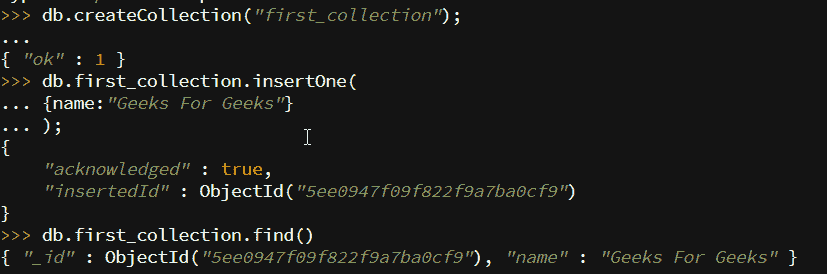 >>> db.createCollection("first_collection");
...
{ "ok" : 1 }
>>> db.first_collection.insertOne(
... {name:"Geeks For Geeks"}
... );
{
    "acknowledged" : true,
    "insertedId" : ObjectId("5ee0947f09f822f9a7ba0cf9")
}
>>> db.first_collection.find()
{ "_id" : ObjectId("5ee0947f09f822f9a7ba0cf9"), "name" : "Geeks For Geeks" }